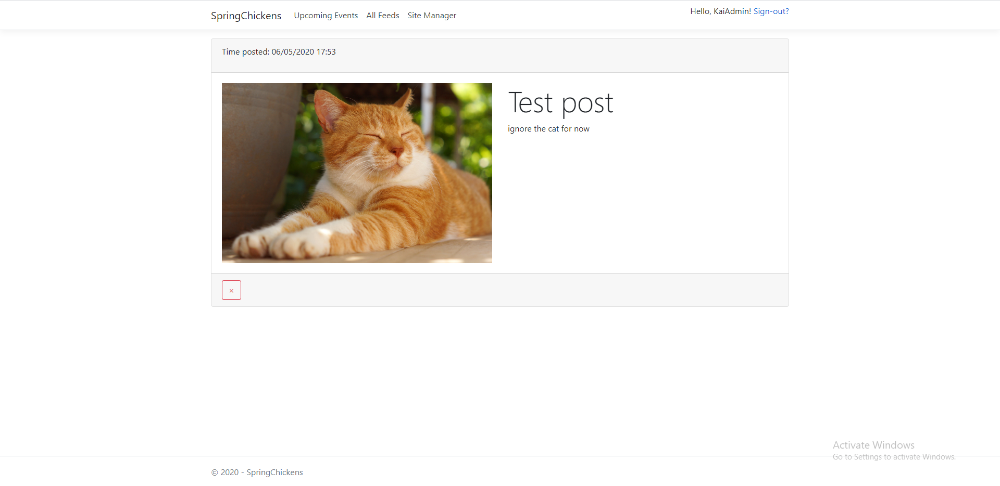 SpringChickens Upcoming Events All Feeds Site Manager Hello, KaiAdmin! Sign-out?
Time posted: 06/05/2020 17:53
Test post
ignore the cat for now
×
Activate Windows
Go to Settings to activate Windows.
© 2020 - SpringChickens